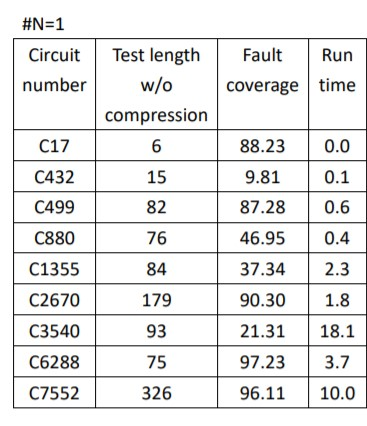 #N=1
Circuit number Test length w/o compression Fault coverage Run time
C17 6 88.23 0.0
C432 15 9.81 0.1
C499 82 87.28 0.6
C880 76 46.95 0.4
C1355 84 37.34 2.3
C2670 179 90.30 1.8
C3540 93 21.31 18.1
C6288 75 97.23 3.7
C7552 326 96.11 10.0